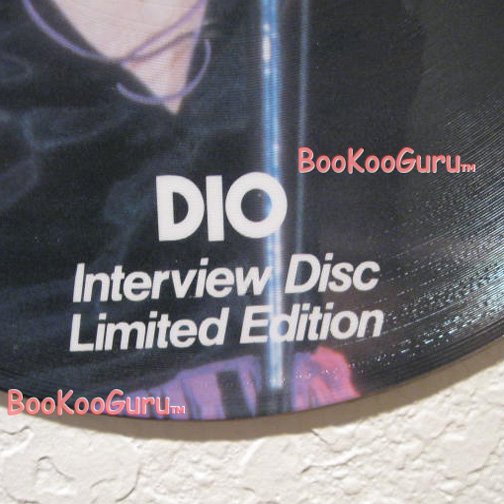 BooKooGuru™
DIO
Interview Disc
Limited Edition
BooKooGuru™